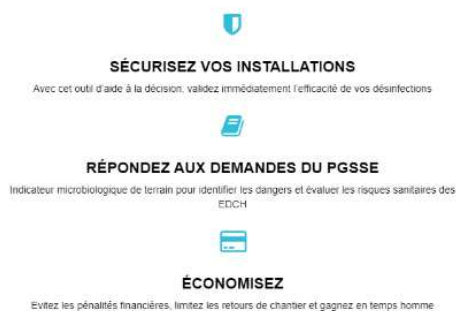 SÉCURISEZ VOS INSTALLATIONS
Avec cet outil d'aide à la décision, validez immédiatement l'efficacité de vos désinfections
RÉPONDEZ AUX DEMANDES DU PGSSE
Indicateur microbiologique de terrain pour identifier les dangers et évaluer les risques sanitaires des
EDCH
ÉCONOMISEZ
Evitez les pénalités financières, limitez les retours de chantier et gagnez en temps homme